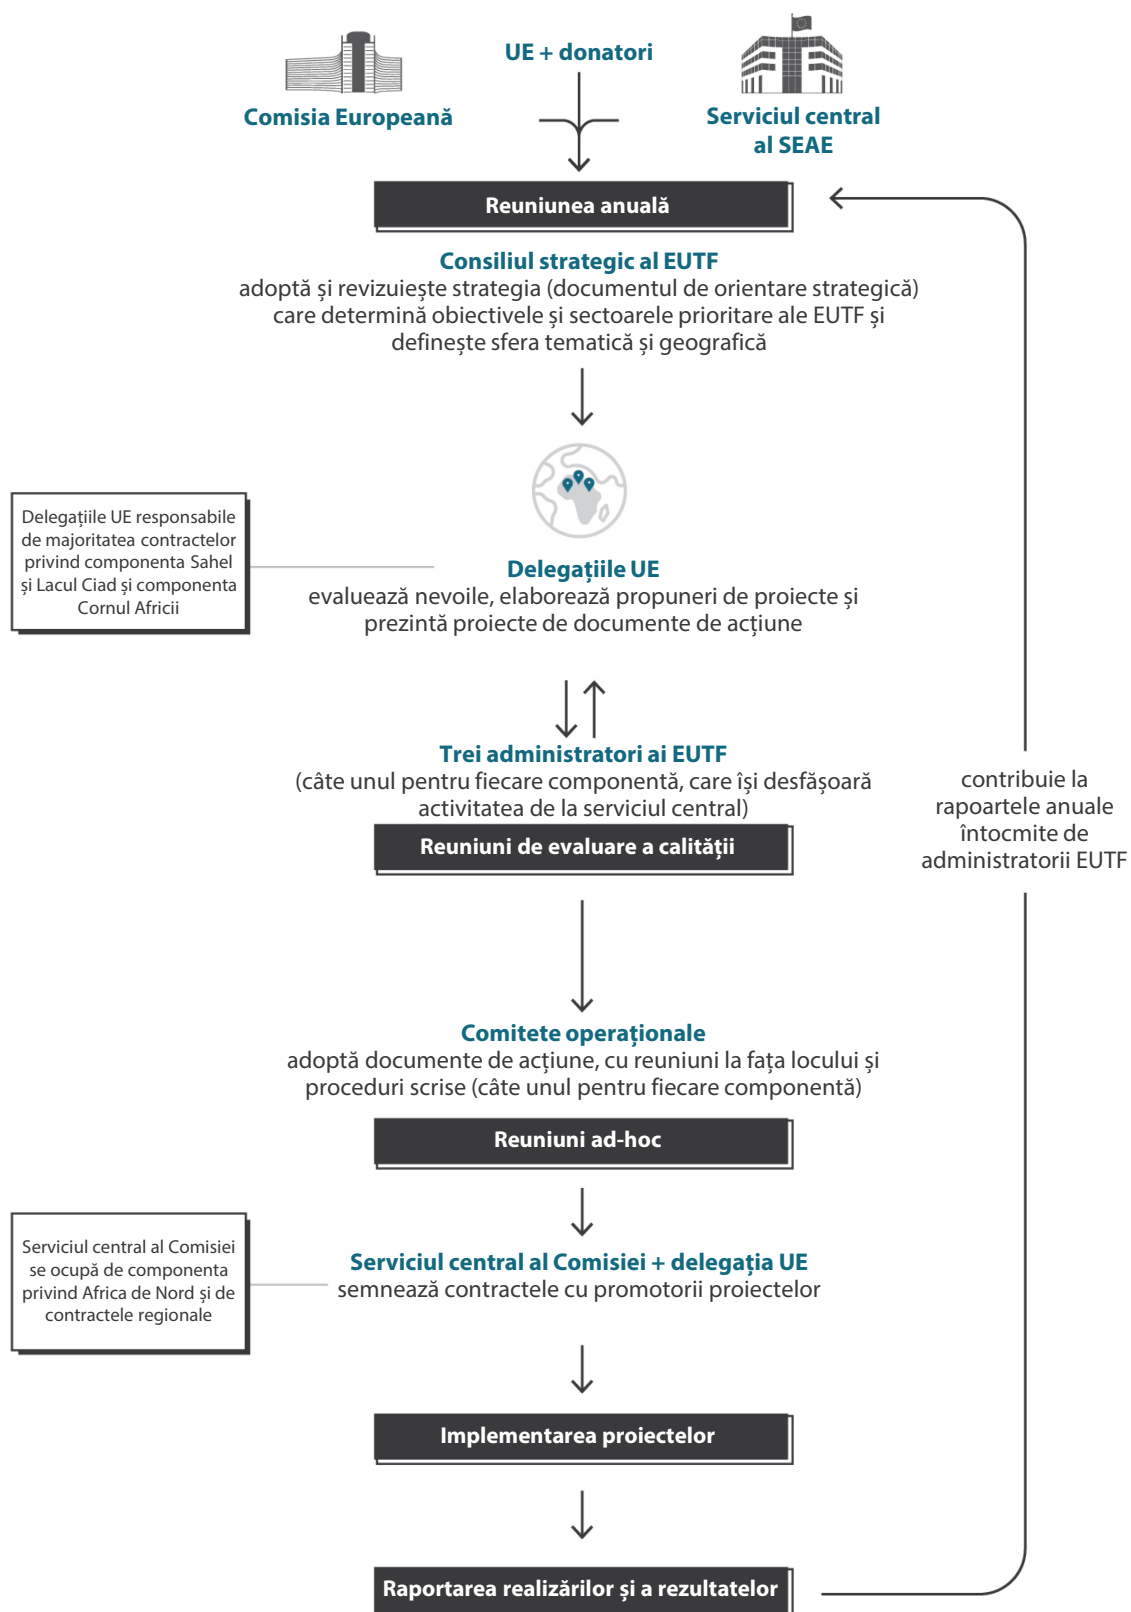 UE + donatori
Comisia Europeană
Serviciul central
al SEAE
Reuniunea anuală
Consiliul strategic al EUTF
adoptă și revizuiește strategia (documentul de orientare strategică)
care determină obiectivele și sectoarele prioritare ale EUTF și
definește sfera tematică și geografică
Delegațiile UE responsabile
de majoritatea contractelor
privind componenta Sahel
și Lacul Ciad și componenta
Cornul Africii
Delegațiile UE
evaluează nevoile, elaborează propuneri de proiecte și
prezintă proiecte de documente de acțiune
Trei administratori ai EUTF
(câte unul pentru fiecare componentă, care își desfășoară
activitatea de la serviciul central)
Reuniuni de evaluare a calității
contribuie la
rapoartele anuale
întocmite de
administratorii EUTF
Comitete operaționale
adoptă documente de acțiune, cu reuniuni la fața locului și
proceduri scrise (câte unul pentru fiecare componentă)
Reuniuni ad-hoc
Serviciul central al Comisiei
se ocupă de componenta
privind Africa de Nord și de
contractele regionale
Serviciul central al Comisiei + delegația UE
semnează contractele cu promotorii proiectelor
Implementarea proiectelor
Raportarea realizărilor și a rezultatelor